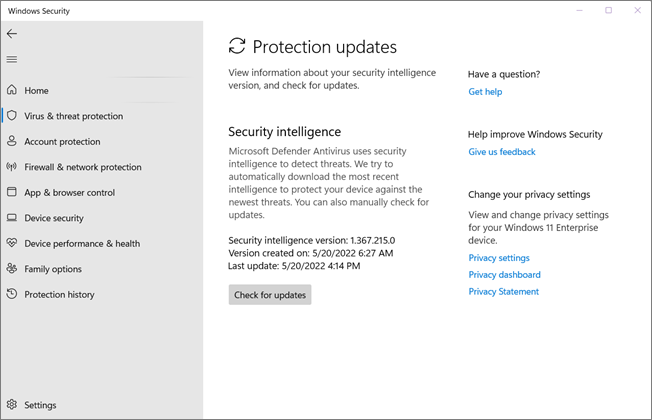 Windows Security
Home
Virus & threat protection
Account protection
Firewall & network protection
App & browser control
Device security
Device performance & health
Family options
Protection history
Settings
Protection updates
View information about your security intelligence
version, and check for updates.
Security intelligence
Microsoft Defender Antivirus uses security
intelligence to detect threats. We try to
automatically download the most recent
intelligence to protect your device against the
newest threats. You can also manually check for
updates.
Security intelligence version: 1.367.215.0
Version created on: 5/20/2022 6:27 AM
Last update: 5/20/2022 4:14 PM
Check for updates
Have a question?
Get help
Help improve Windows Security
Give us feedback
Change your privacy settings
View and change privacy settings
for your Windows 11 Enterprise
device.
Privacy settings
Privacy dashboard
Privacy Statement